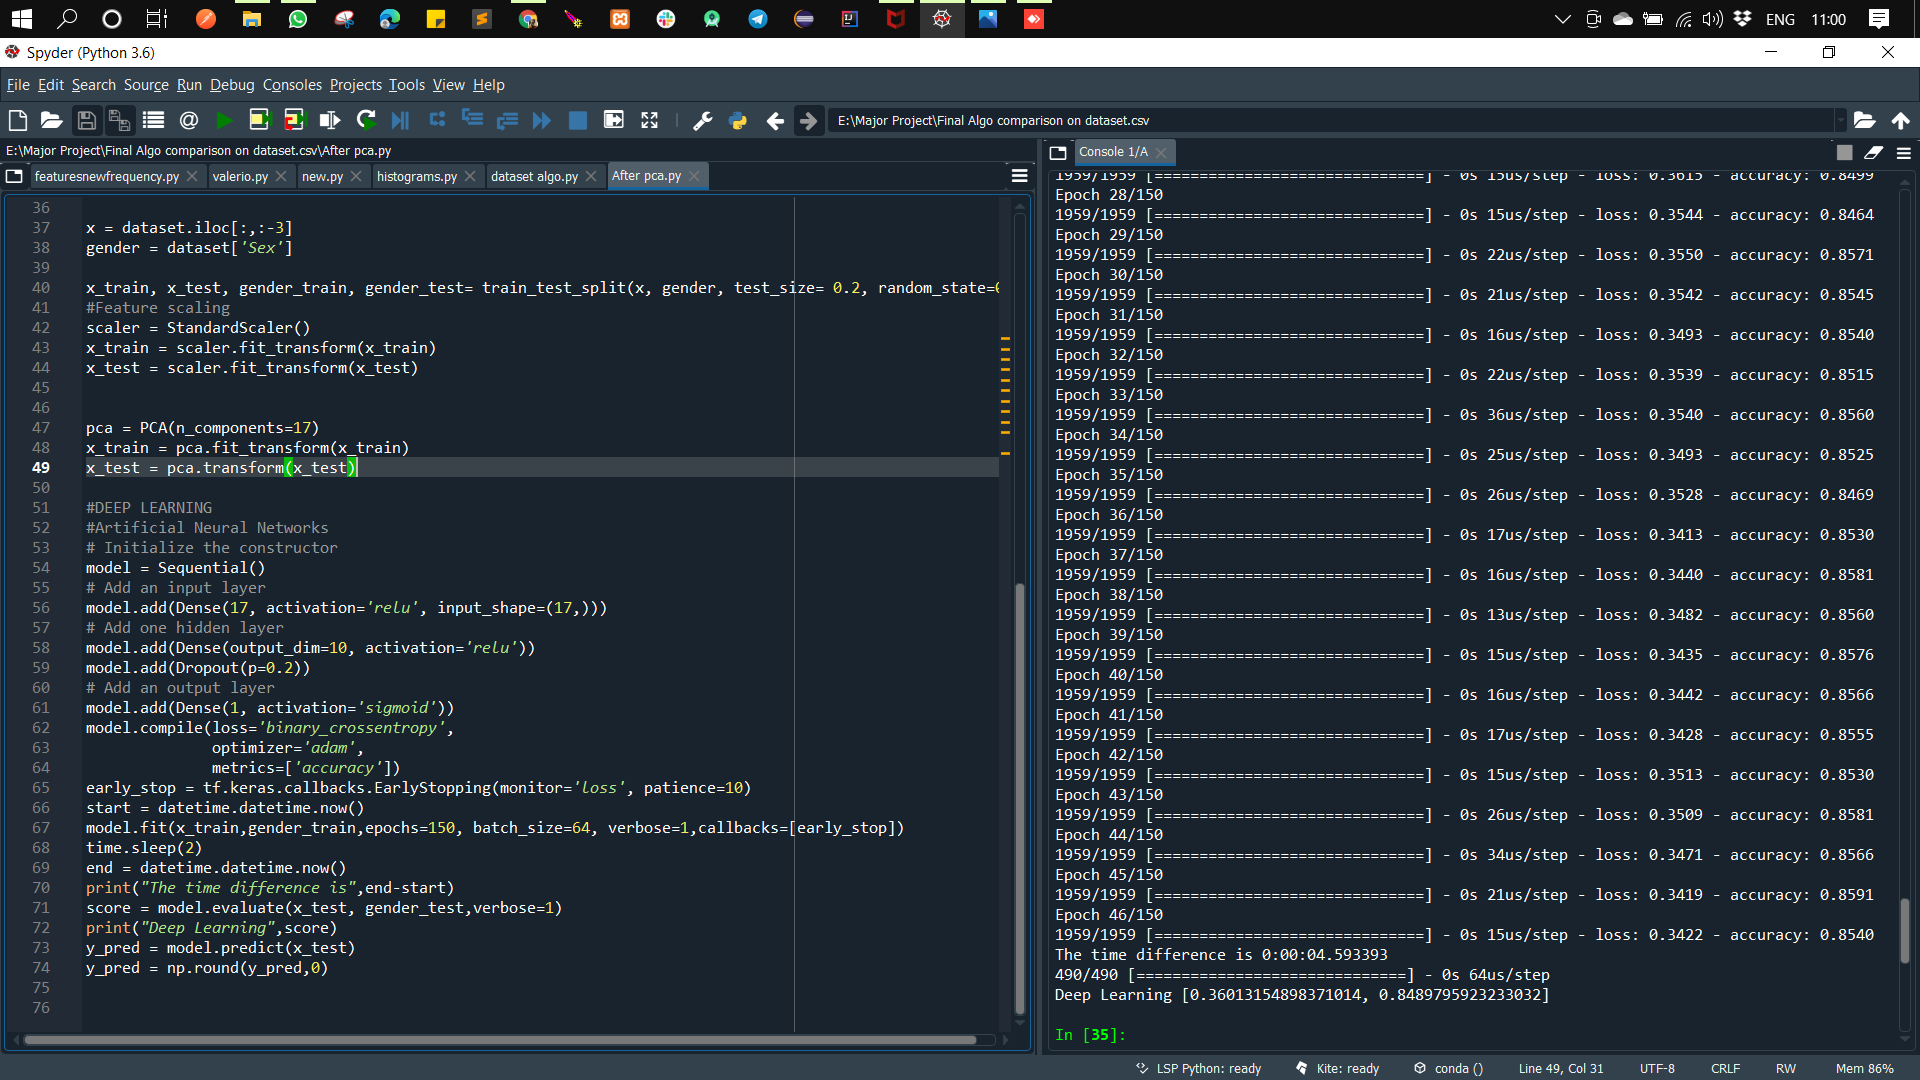 ENG 11:00
Spyder (Python 3.6)
File Edit Search Source Run Debug Consoles Projects Tools View Help
E:\Major Project\Final Algo comparison on dataset.csv
E:\Major Project\Final Algo comparison on dataset.csv\After pca.py
featuresnewfrequency.py valerio.py new.py histograms.py dataset algo.py After pca.py
36
37 x = dataset.iloc[:,:-3]
38 gender = dataset['Sex']
39
40 x_train, x_test, gender_train, gender_test= train_test_split(x, gender, test_size= 0.2, random_state=0
41 #Feature scaling
42 scaler = StandardScaler()
43 x_train = scaler.fit_transform(x_train)
44 x_test = scaler.fit_transform(x_test)
45
46
47 pca = PCA(n_components=17)
48 x_train = pca.fit_transform(x_train)
49 x_test = pca.transform(x_test)
50
51 #DEEP LEARNING
52 #Artificial Neural Networks
53 # Initialize the constructor
54 model = Sequential()
55 # Add an input layer
56 model.add(Dense(17, activation='relu', input_shape=(17,)))
57 # Add one hidden layer
58 model.add(Dense(output_dim=10, activation='relu'))
59 model.add(Dropout(p=0.2))
60 # Add an output layer
61 model.add(Dense(1, activation='sigmoid'))
62 model.compile(loss='binary_crossentropy',
63 optimizer='adam',
64 metrics=['accuracy'])
65 early_stop = tf.keras.callbacks.EarlyStopping(monitor='loss', patience=10)
66 start = datetime.datetime.now()
67 model.fit(x_train,gender_train,epochs=150, batch_size=64, verbose=1,callbacks=[early_stop])
68 time.sleep(2)
69 end = datetime.datetime.now()
70 print("The time difference is",end-start)
71 score = model.evaluate(x_test, gender_test,verbose=1)
72 print("Deep Learning",score)
73 y_pred = model.predict(x_test)
74 y_pred = np.round(y_pred,0)
75
76
Console 1/A
1959/1959 [==============================] - 0s 15us/step - loss: 0.3615 - accuracy: 0.8499
Epoch 28/150
1959/1959 [==============================] - 0s 15us/step - loss: 0.3544 - accuracy: 0.8464
Epoch 29/150
1959/1959 [==============================] - 0s 22us/step - loss: 0.3550 - accuracy: 0.8571
Epoch 30/150
1959/1959 [==============================] - 0s 21us/step - loss: 0.3542 - accuracy: 0.8545
Epoch 31/150
1959/1959 [==============================] - 0s 16us/step - loss: 0.3493 - accuracy: 0.8540
Epoch 32/150
1959/1959 [==============================] - 0s 22us/step - loss: 0.3539 - accuracy: 0.8515
Epoch 33/150
1959/1959 [==============================] - 0s 36us/step - loss: 0.3540 - accuracy: 0.8560
Epoch 34/150
1959/1959 [==============================] - 0s 25us/step - loss: 0.3493 - accuracy: 0.8525
Epoch 35/150
1959/1959 [==============================] - 0s 26us/step - loss: 0.3528 - accuracy: 0.8469
Epoch 36/150
1959/1959 [==============================] - 0s 17us/step - loss: 0.3413 - accuracy: 0.8530
Epoch 37/150
1959/1959 [==============================] - 0s 16us/step - loss: 0.3440 - accuracy: 0.8581
Epoch 38/150
1959/1959 [==============================] - 0s 13us/step - loss: 0.3482 - accuracy: 0.8560
Epoch 39/150
1959/1959 [==============================] - 0s 15us/step - loss: 0.3435 - accuracy: 0.8576
Epoch 40/150
1959/1959 [==============================] - 0s 16us/step - loss: 0.3442 - accuracy: 0.8566
Epoch 41/150
1959/1959 [==============================] - 0s 17us/step - loss: 0.3428 - accuracy: 0.8555
Epoch 42/150
1959/1959 [==============================] - 0s 15us/step - loss: 0.3513 - accuracy: 0.8530
Epoch 43/150
1959/1959 [==============================] - 0s 26us/step - loss: 0.3509 - accuracy: 0.8581
Epoch 44/150
1959/1959 [==============================] - 0s 34us/step - loss: 0.3471 - accuracy: 0.8566
Epoch 45/150
1959/1959 [==============================] - 0s 21us/step - loss: 0.3419 - accuracy: 0.8591
Epoch 46/150
1959/1959 [==============================] - 0s 15us/step - loss: 0.3422 - accuracy: 0.8540
The time difference is 0:00:04.593393
490/490 [==============================] - 0s 64us/step
Deep Learning [0.36013154898371014, 0.8489795923233032]
In [35]:
LSP Python: ready Kite: ready conda () Line 49, Col 31 UTF-8 CRLF RW Mem 86%